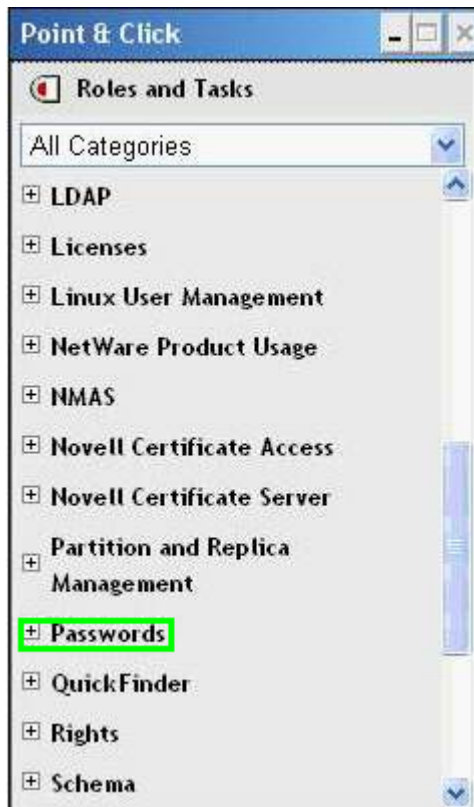 Point & Click
Roles and Tasks
All Categories
LDAP
Licenses
Linux User Management
NetWare Product Usage
NMAS
Novell Certificate Access
Novell Certificate Server
Partition and Replica
Management
Passwords
QuickFinder
Rights
Schema